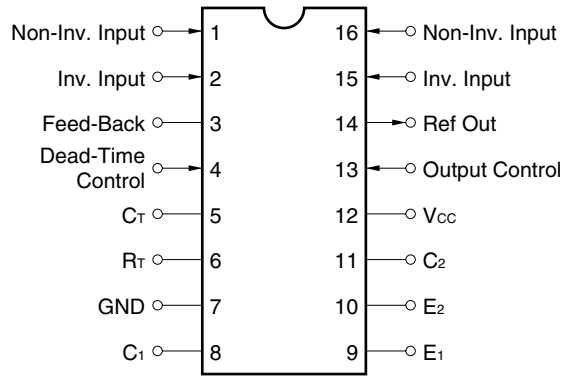 Non-Inv. Input 1 16 Non-Inv. Input
Inv. Input 2 15 Inv. Input
Feed-Back 3 14 Ref Out
Dead-Time
Control 4 13 Output Control
CT 5 12 VCC
RT 6 11 C2
GND 7 10 E2
C1 8 9 E1